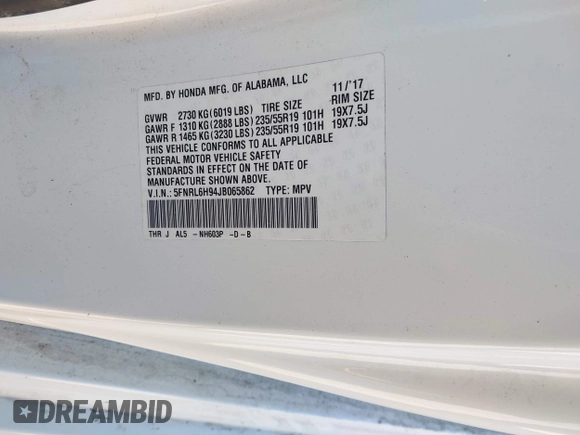 MFD. BY HONDA MFG. OF ALABAMA, LLC 11/'17
GVWR 2730 KG(6019 LBS) TIRE SIZE RIM SIZE
GAWR F 1310 KG(2888 LBS)235/55R19 101H 19X7.5J
GAWR R 1465 KG(3230 LBS)235/55R19 101H 19X7.5J
THIS VEHICLE CONFORMS TO ALL APPLICABLE
FEDERAL MOTOR VEHICLE SAFETY
STANDARDS IN EFFECT ON THE DATE OF
MANUFACTURE SHOWN ABOVE.
V.I.N.: 5FNRL6H94JB065862 TYPE: MPV
THR J AL5 -NH603P -D-B
DREAMBID